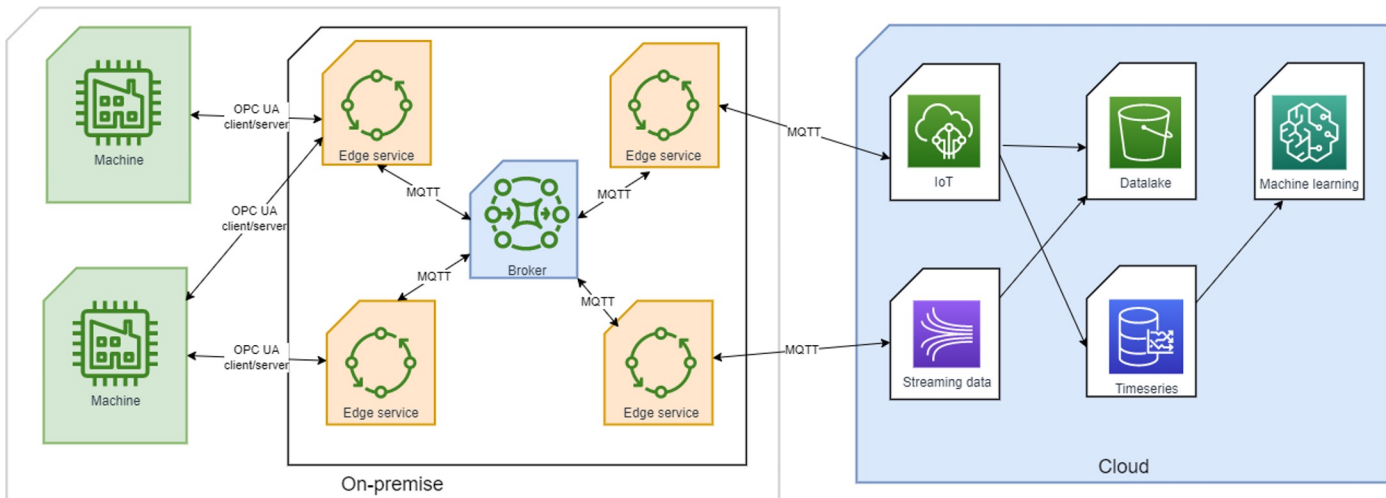 Machine
OPC UA
client/server
Edge service
Edge service
MQTT
IoT
Datalake
Machine learning
OPC UA
client/server
MQTT
MQTT
Broker
MQTT
MQTT
Machine
OPC UA
client/server
Edge service
Edge service
MQTT
Streaming data
Timeseries
On-premise
Cloud